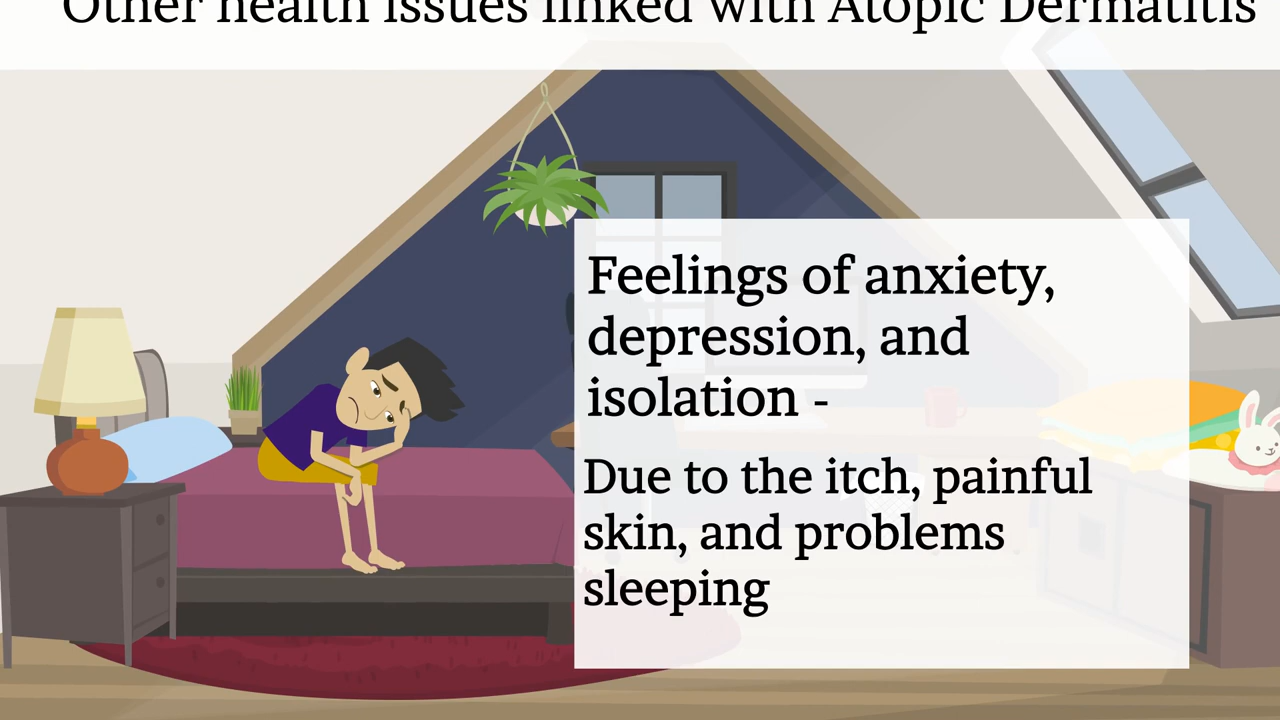 Other health issues linked with Atopic Dermatitis
Feelings of anxiety,
depression, and
isolation -
Due to the itch, painful
skin, and problems
sleeping